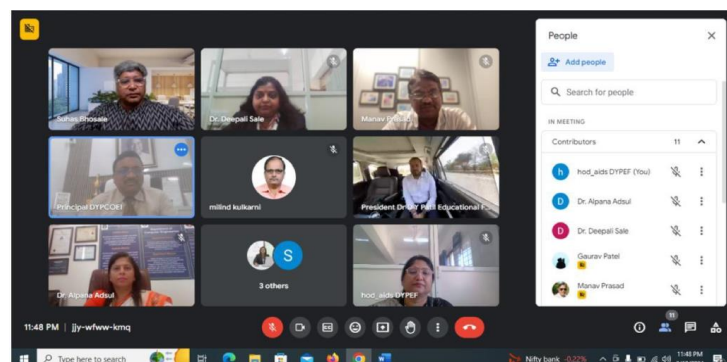 People
Add people
Search for people
IN MEETING
Contributors 11
h hod_aids DYPEF (You)
D Dr. Alpana Adsul
D Dr. Deepali Sale
Gaurav Patel
Manav Prasad
Suhas Bhosale
Dr. Deepali Sale
Manav Prasad
Principal DYPCOEI
milind kulkarni
President Dr D Y Patil Educational F...
Dr. Alpana Adsul
S
3 others
hod_aids DYPEF
11:48 PM | jjy-wfww-kmq
11
Type here to search
Nifty bank -0.22%
11:48 PM